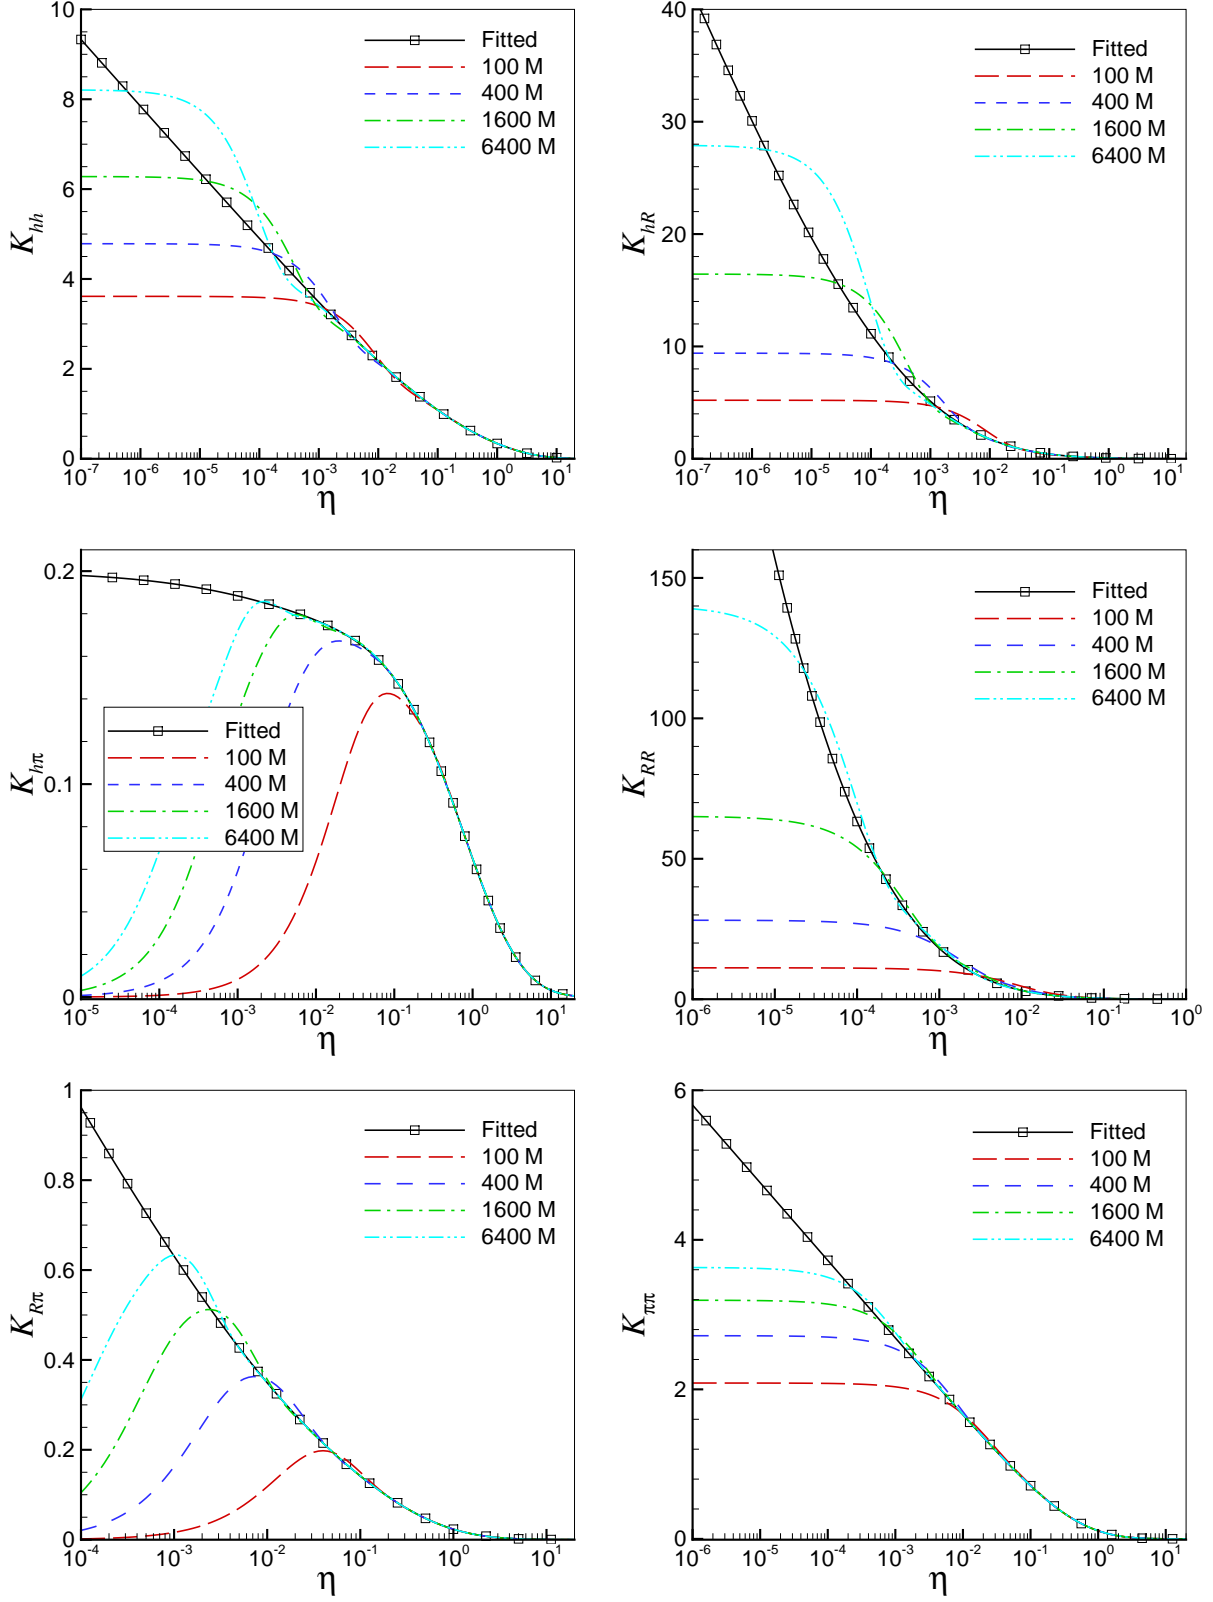 K_hh
10
8
6
4
2
0
10^-7 10^-6 10^-5 10^-4 10^-3 10^-2 10^-1 10^0 10^1
η
Fitted
100 M
400 M
1600 M
6400 M
K_hR
40
30
20
10
0
10^-7 10^-6 10^-5 10^-4 10^-3 10^-2 10^-1 10^0 10^1
η
Fitted
100 M
400 M
1600 M
6400 M
K_hπ
0.2
0.1
0
10^-5 10^-4 10^-3 10^-2 10^-1 10^0 10^1
η
Fitted
100 M
400 M
1600 M
6400 M
K_RR
150
100
50
0
10^-6 10^-5 10^-4 10^-3 10^-2 10^-1 10^0
η
Fitted
100 M
400 M
1600 M
6400 M
K_Rπ
1
0.8
0.6
0.4
0.2
0
10^-4 10^-3 10^-2 10^-1 10^0 10^1
η
Fitted
100 M
400 M
1600 M
6400 M
K_ππ
6
4
2
0
10^-6 10^-5 10^-4 10^-3 10^-2 10^-1 10^0 10^1
η
Fitted
100 M
400 M
1600 M
6400 M